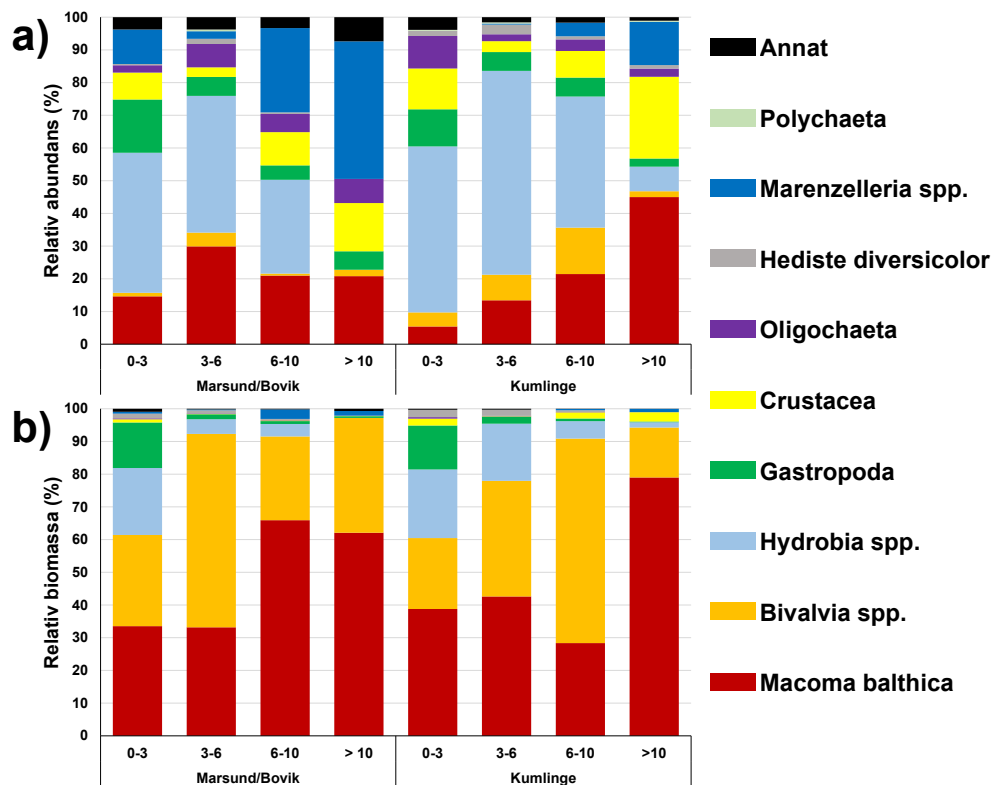 a)
Relativ abundans (%)
100
90
80
70
60
50
40
30
20
10
0
0-3 3-6 6-10 > 10 0-3 3-6 6-10 >10
Marsund/Bovik Kumlinge
b)
Relativ biomassa (%)
100
90
80
70
60
50
40
30
20
10
0
0-3 3-6 6-10 > 10 0-3 3-6 6-10 >10
Marsund/Bovik Kumlinge
Annat
Polychaeta
Marenzelleria spp.
Hediste diversicolor
Oligochaeta
Crustacea
Gastropoda
Hydrobia spp.
Bivalvia spp.
Macoma balthica